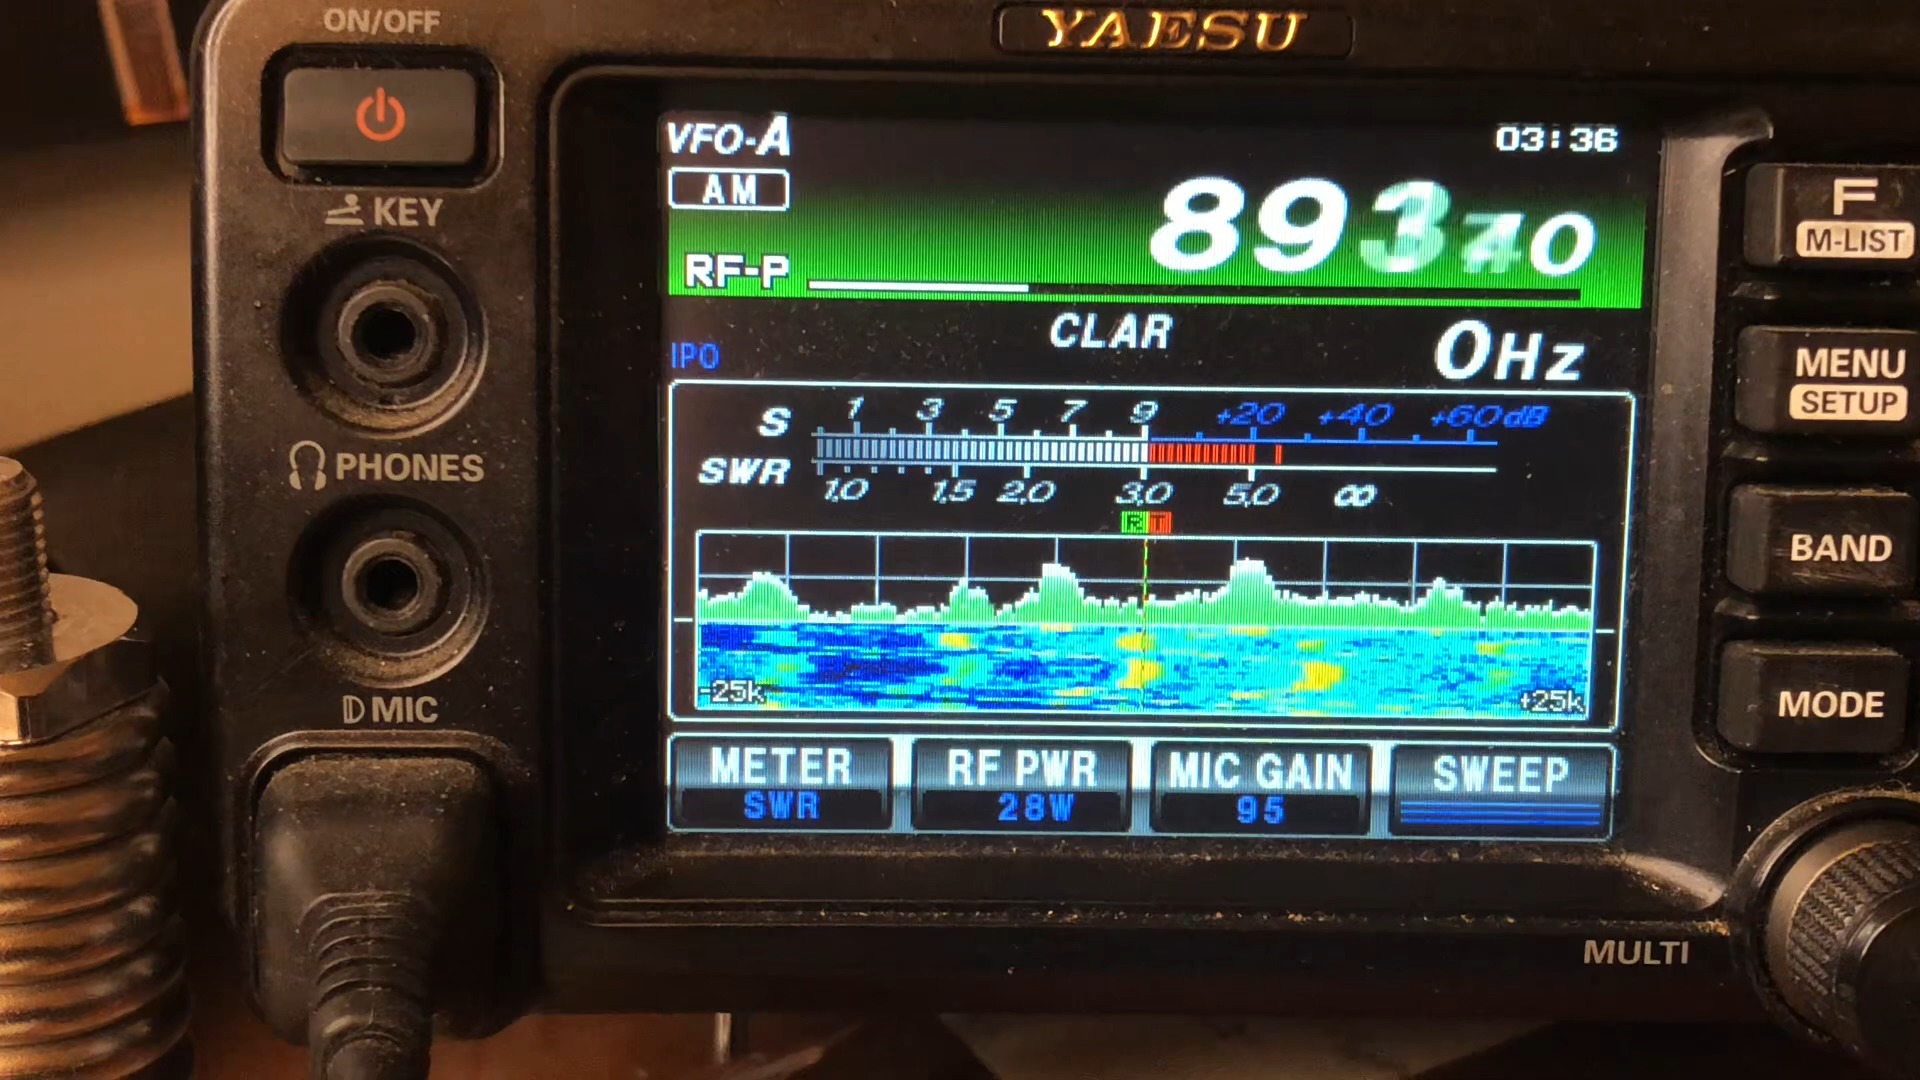 ON/OFF
YAESU
VFO-A
03:36
AM
RF-P
KEY
F
M-LIST
IPO
CLAR
0Hz
MENU
SETUP
S 1 3 5 7 9 +20 +40 +60dB
PHONES
SWR 1.0 1.5 2.0 3.0 5.0 ∞
R T
BAND
-25k
+25k
MIC
MODE
METER
SWR
RF PWR
28W
MIC GAIN
95
SWEEP
MULTI